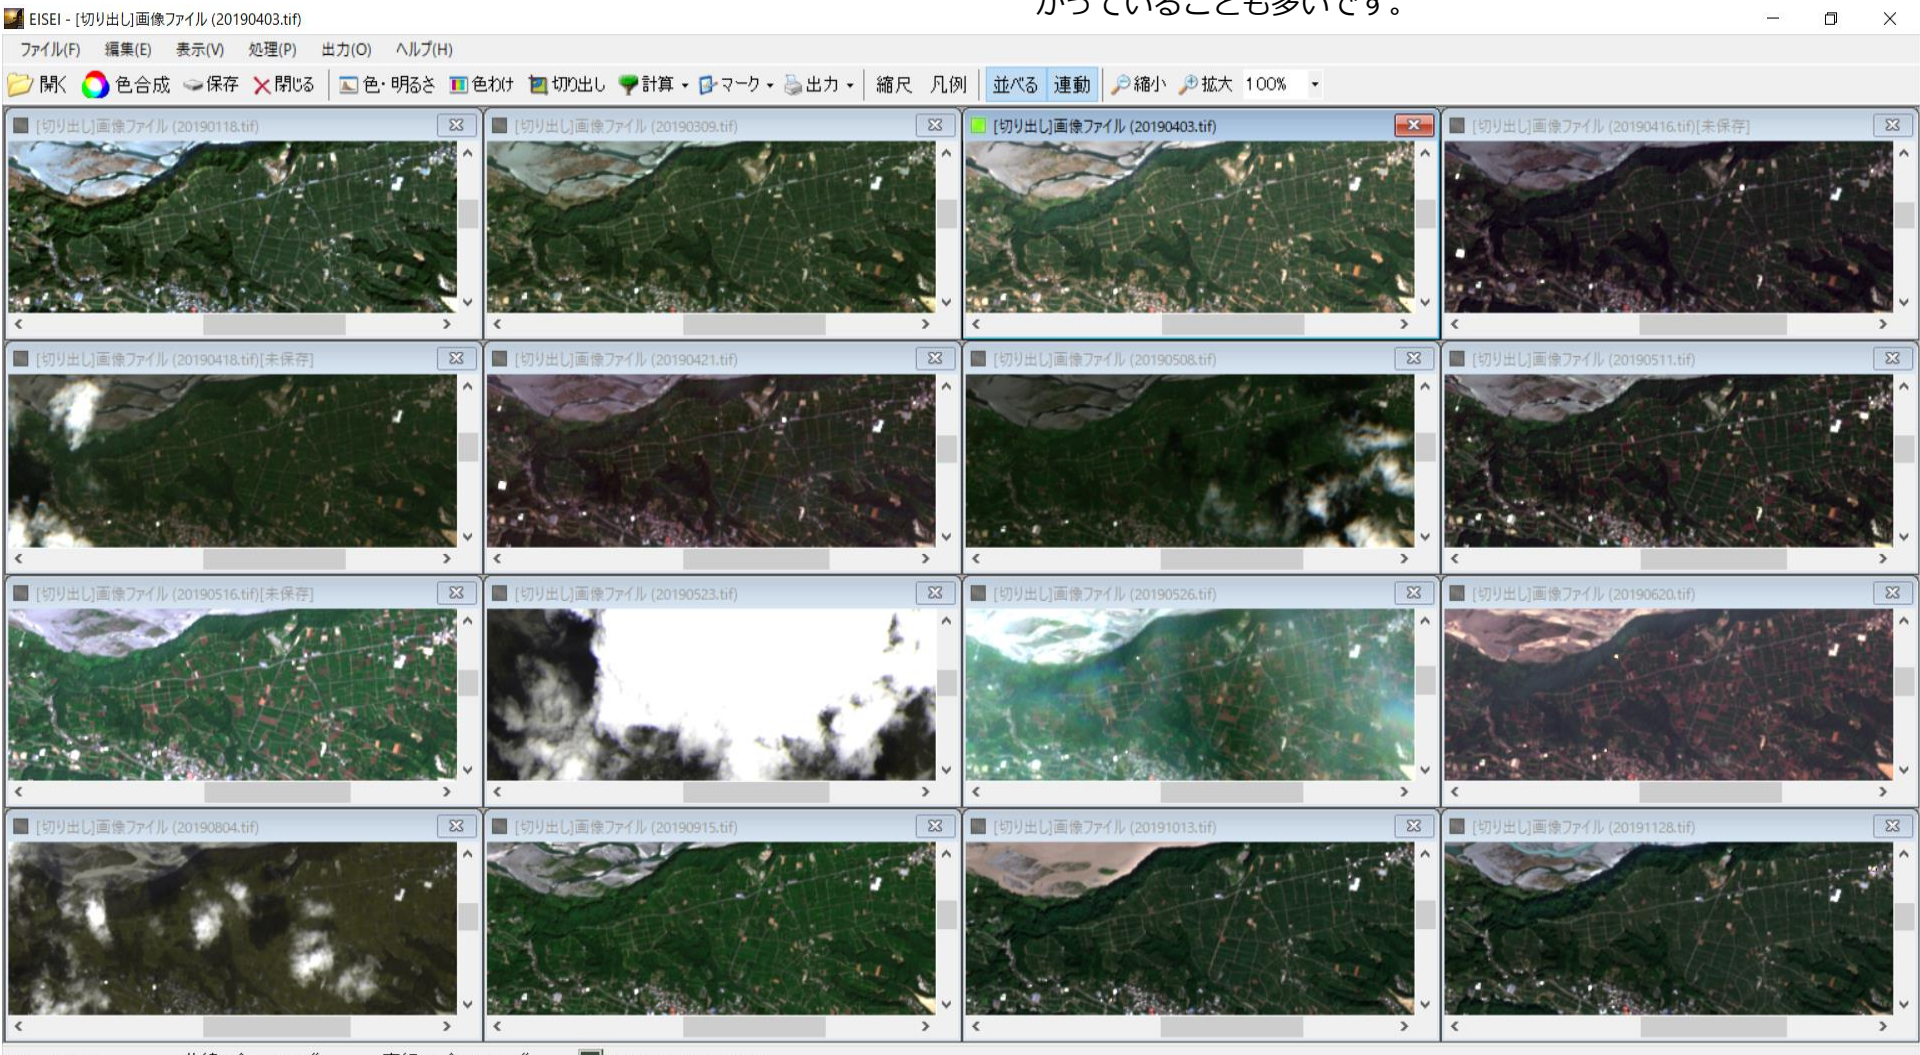 かっていることも多いです。
EISEI - [切り出し]画像ファイル (20190403.tif)
ファイル(F) 編集(E) 表示(V) 処理(P) 出力(O) ヘルプ(H)
開く 色合成 保存 閉じる 色・明るさ 色わけ 切り出し 計算 マーク 出力 縮尺 凡例 並べる 連動 縮小 拡大 100%
[切り出し]画像ファイル (20190118.tif)
[切り出し]画像ファイル (20190309.tif)
[切り出し]画像ファイル (20190403.tif)
[切り出し]画像ファイル (20190416.tif)[未保存]
[切り出し]画像ファイル (20190418.tif)[未保存]
[切り出し]画像ファイル (20190421.tif)
[切り出し]画像ファイル (20190508.tif)
[切り出し]画像ファイル (20190511.tif)
[切り出し]画像ファイル (20190516.tif)[未保存]
[切り出し]画像ファイル (20190523.tif)
[切り出し]画像ファイル (20190526.tif)
[切り出し]画像ファイル (20190620.tif)
[切り出し]画像ファイル (20190804.tif)
[切り出し]画像ファイル (20190915.tif)
[切り出し]画像ファイル (20191013.tif)
[切り出し]画像ファイル (20191128.tif)